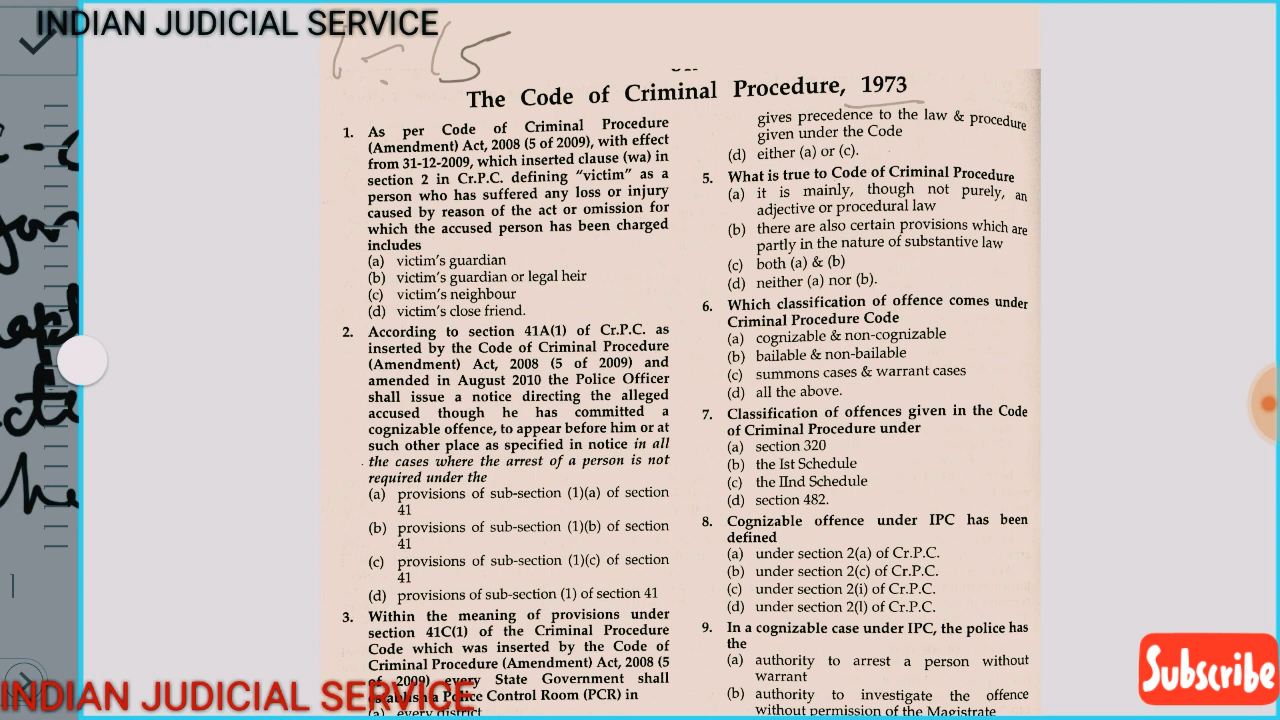 INDIAN JUDICIAL SERVICE
The Code of Criminal Procedure, 1973
1. As per Code of Criminal Procedure
(Amendment) Act, 2008 (5 of 2009), with effect
from 31-12-2009, which inserted clause (wa) in
section 2 in Cr.P.C. defining "victim" as a
person who has suffered any loss or injury
caused by reason of the act or omission for
which the accused person has been charged
includes
(a) victim's guardian
(b) victim's guardian or legal heir
(c) victim's neighbour
(d) victim's close friend.
2. According to section 41A(1) of Cr.P.C. as
inserted by the Code of Criminal Procedure
(Amendment) Act, 2008 (5 of 2009) and
amended in August 2010 the Police Officer
shall issue a notice directing the alleged
accused though he has committed a
cognizable offence, to appear before him or at
such other place as specified in notice in all
the cases where the arrest of a person is not
required under the
(a) provisions of sub-section (1)(a) of section
41
(b) provisions of sub-section (1)(b) of section
41
(c) provisions of sub-section (1)(c) of section
41
(d) provisions of sub-section (1) of section 41
3. Within the meaning of provisions under
section 41C(1) of the Criminal Procedure
Code which was inserted by the Code of
Criminal Procedure (Amendment) Act, 2008 (5
of 2009) every State Government shall
establish a Police Control Room (PCR) in
(a) every district
gives precedence to the law & procedure
given under the Code
(d) either (a) or (c).
5. What is true to Code of Criminal Procedure
(a) it is mainly, though not purely, an
adjective or procedural law
(b) there are also certain provisions which are
partly in the nature of substantive law
(c) both (a) & (b)
(d) neither (a) nor (b).
6. Which classification of offence comes under
Criminal Procedure Code
(a) cognizable & non-cognizable
(b) bailable & non-bailable
(c) summons cases & warrant cases
(d) all the above.
7. Classification of offences given in the Code
of Criminal Procedure under
(a) section 320
(b) the Ist Schedule
(c) the IInd Schedule
(d) section 482.
8. Cognizable offence under IPC has been
defined
(a) under section 2(a) of Cr.P.C.
(b) under section 2(c) of Cr.P.C.
(c) under section 2(i) of Cr.P.C.
(d) under section 2(l) of Cr.P.C.
9. In a cognizable case under IPC, the police has
the
(a) authority to arrest a person without
warrant
(b) authority to investigate the offence
without permission of the Magistrate
Subscribe
INDIAN JUDICIAL SERVICE